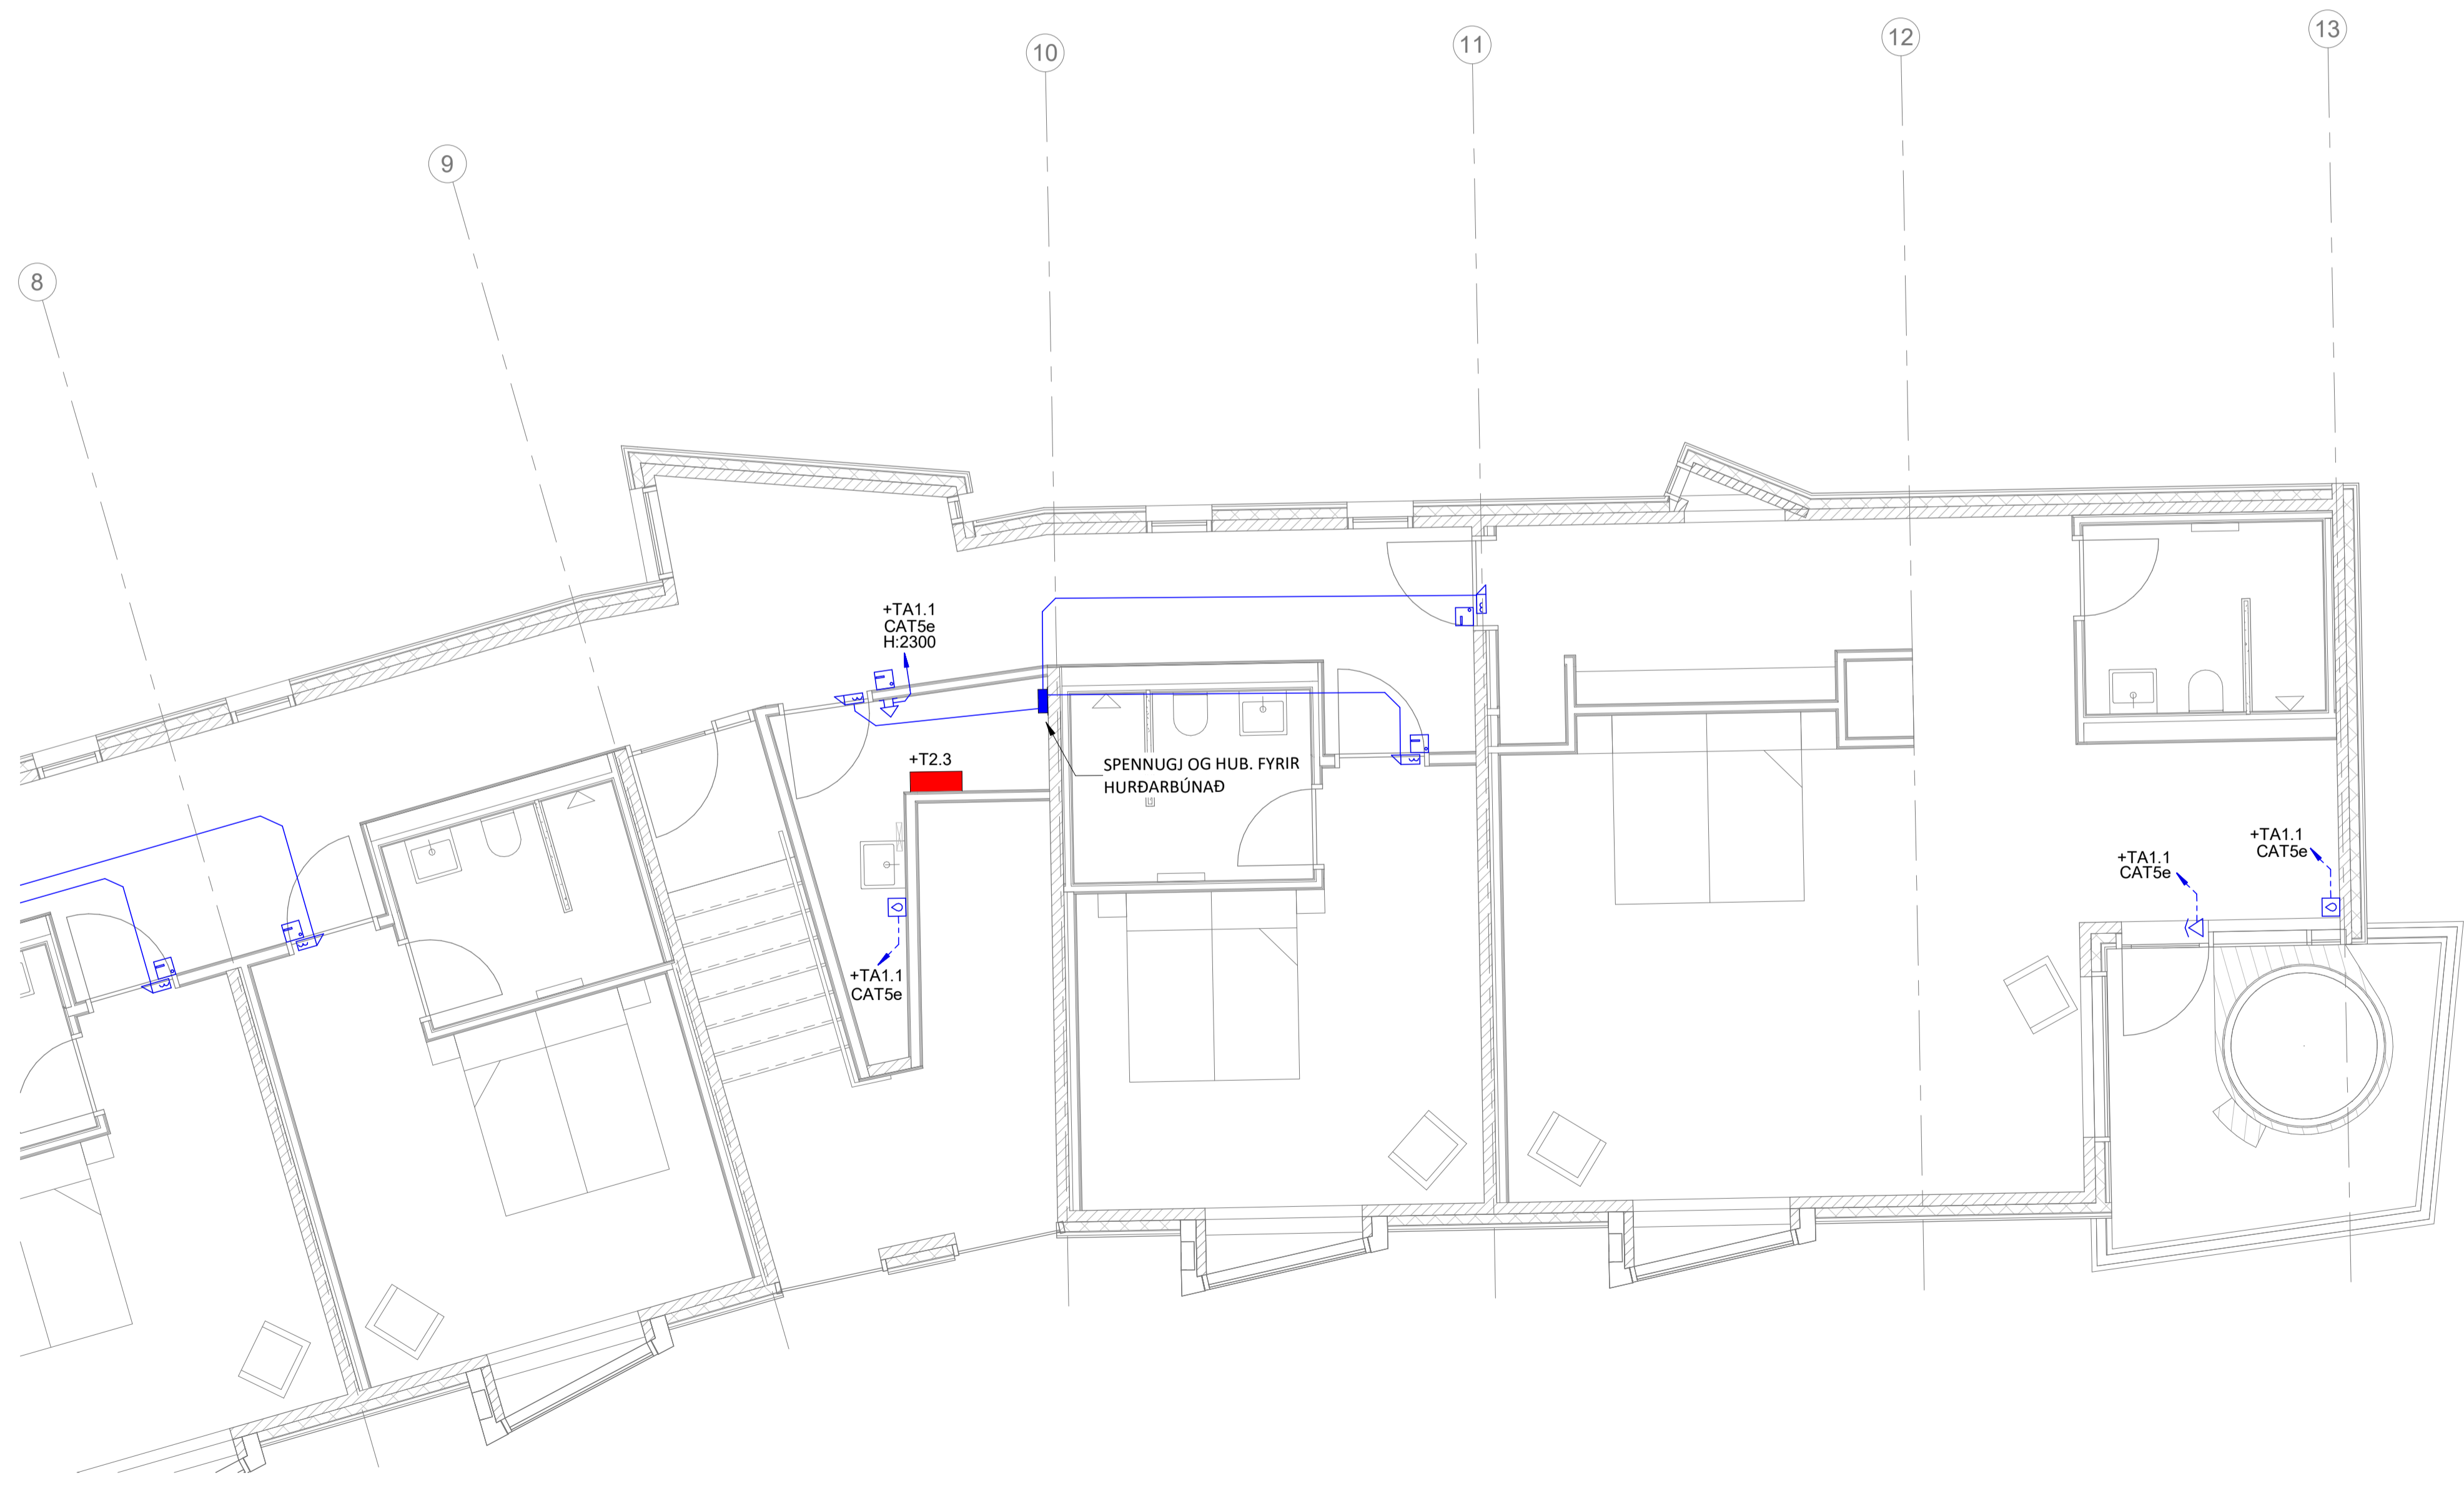 13
12
11
10
9
8
+TA1.1
CAT5e
H:2300
+T2.3
SPENNUGJ OG HUB. FYRIR
HURÐARBÚNAÐ
+TA1.1
CAT5e
+TA1.1
CAT5e
+TA1.1
CAT5e